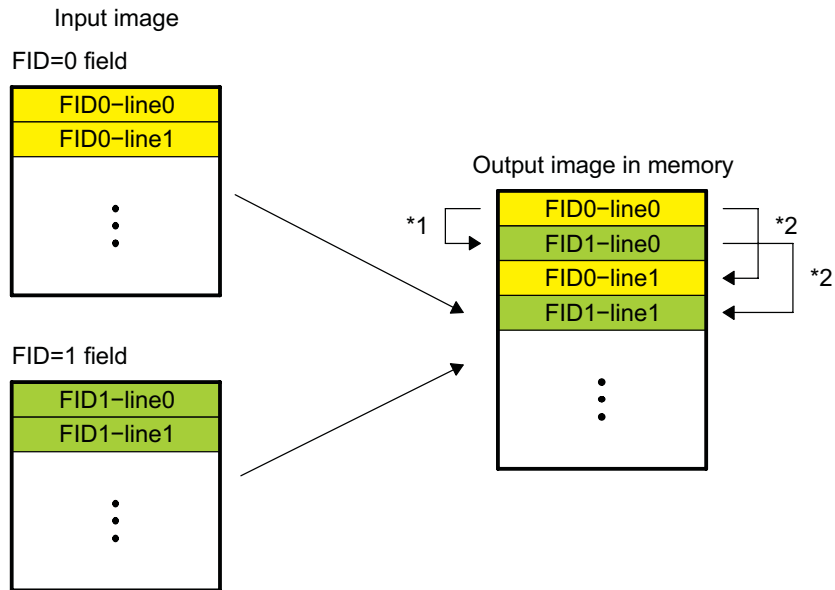 Input image
FID=0 field
FID0−line0
FID0−line1
FID=1 field
FID1−line0
FID1−line1
Output image in memory
*1
FID0−line0
FID1−line0
FID0−line1
FID1−line1
*2
*2